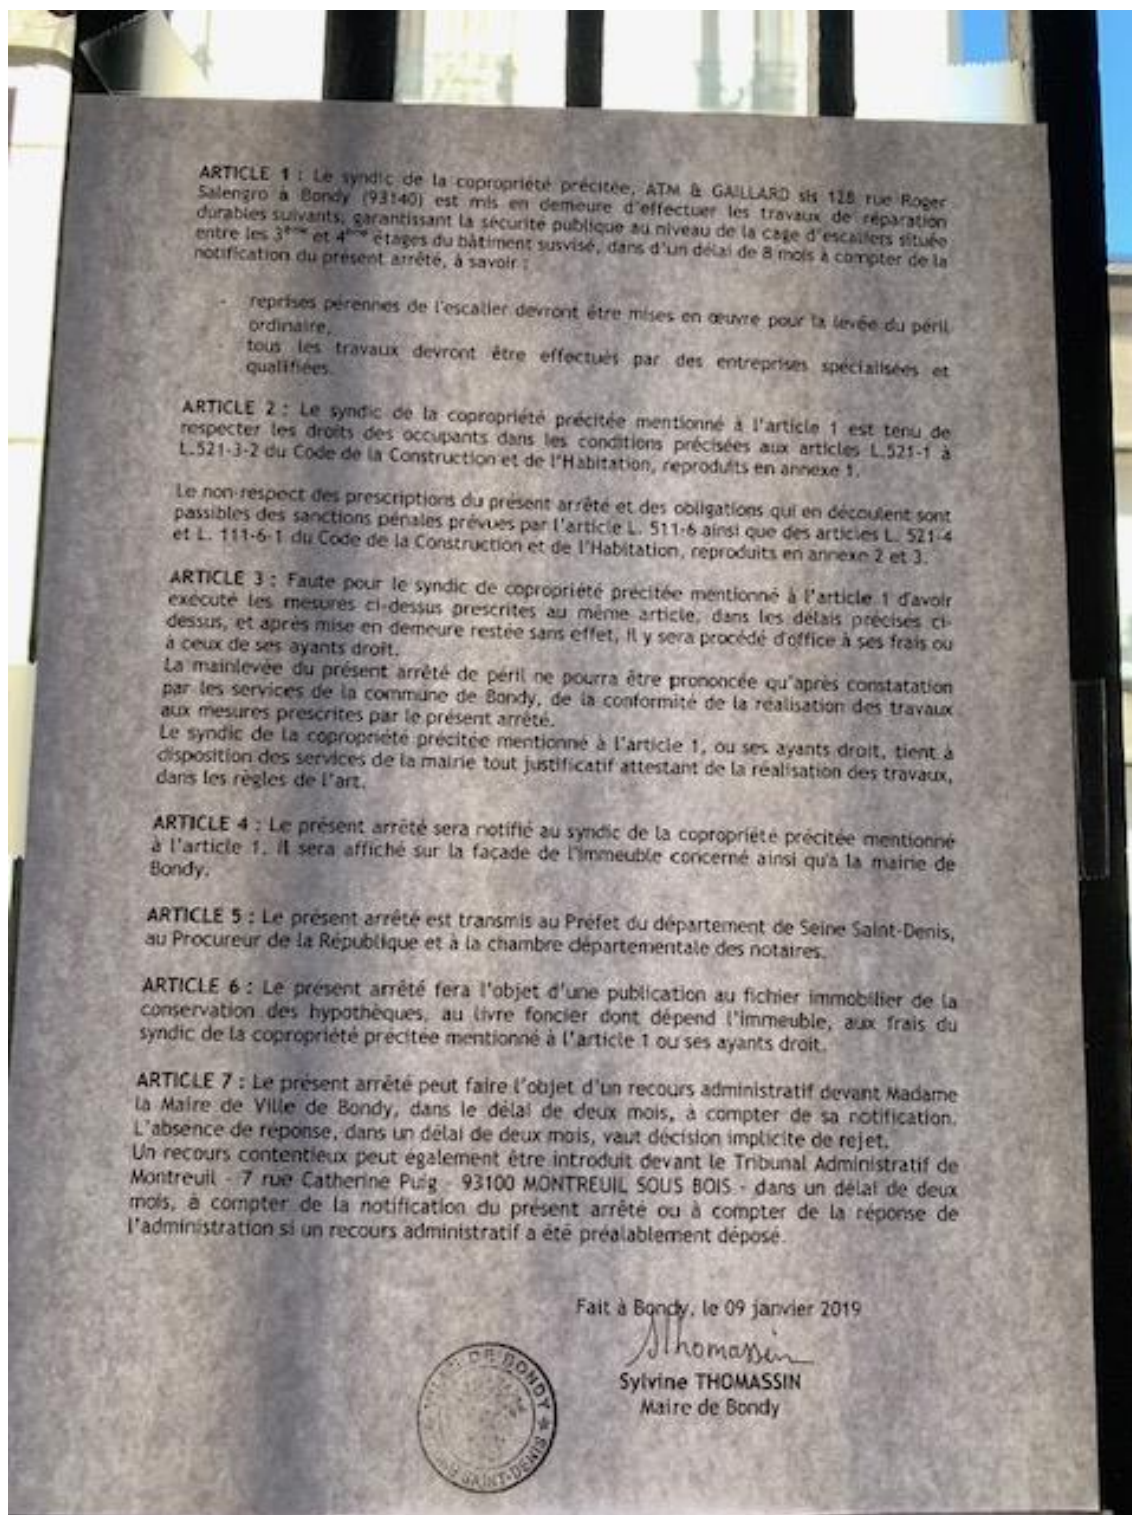 ARTICLE 1 : Le syndic de la copropriété précitée, ATM & GAILLARD sis 128 rue Roger
Salengro à Bondy (93140) est mis en demeure d'effectuer les travaux de réparation
durables suivants, garantissant la sécurité publique au niveau de la cage d'escaliers située
entre les 3ème et 4ème étages du bâtiment susvisé, dans d'un délai de 8 mois à compter de la
notification du présent arrêté, à savoir :
- reprises pérennes de l'escalier devront être mises en œuvre pour la levée du péril
ordinaire,
- tous les travaux devront être effectués par des entreprises spécialisées et
qualifiées.
ARTICLE 2 : Le syndic de la copropriété précitée mentionné à l'article 1 est tenu de
respecter les droits des occupants dans les conditions précisées aux articles L.521-1 à
L.521-3-2 du Code de la Construction et de l'Habitation, reproduits en annexe 1.
Le non-respect des prescriptions du présent arrêté et des obligations qui en découlent sont
passibles des sanctions pénales prévues par l'article L. 511-6 ainsi que des articles L. 521-4
et L. 111-6-1 du Code de la Construction et de l'Habitation, reproduits en annexe 2 et 3.
ARTICLE 3 : Faute pour le syndic de copropriété précitée mentionné à l'article 1 d'avoir
exécuté les mesures ci-dessus prescrites au même article, dans les délais précisés ci-
dessus, et après mise en demeure restée sans effet, il y sera procédé d'office à ses frais ou
à ceux de ses ayants droit.
La mainlevée du présent arrêté de péril ne pourra être prononcée qu'après constatation
par les services de la commune de Bondy, de la conformité de la réalisation des travaux
aux mesures prescrites par le présent arrêté.
Le syndic de la copropriété précitée mentionné à l'article 1, ou ses ayants droit, tient à
disposition des services de la mairie tout justificatif attestant de la réalisation des travaux,
dans les règles de l'art.
ARTICLE 4 : Le présent arrêté sera notifié au syndic de la copropriété précitée mentionné
à l'article 1. Il sera affiché sur la façade de l'immeuble concerné ainsi qu'à la mairie de
Bondy.
ARTICLE 5 : Le présent arrêté est transmis au Préfet du département de Seine Saint-Denis,
au Procureur de la République et à la chambre départementale des notaires.
ARTICLE 6 : Le présent arrêté fera l'objet d'une publication au fichier immobilier de la
conservation des hypothèques, au livre foncier dont dépend l'immeuble, aux frais du
syndic de la copropriété précitée mentionné à l'article 1 ou ses ayants droit.
ARTICLE 7 : Le présent arrêté peut faire l'objet d'un recours administratif devant Madame
la Maire de Ville de Bondy, dans le délai de deux mois, à compter de sa notification.
L'absence de réponse, dans un délai de deux mois, vaut décision implicite de rejet.
Un recours contentieux peut également être introduit devant le Tribunal Administratif de
Montreuil - 7 rue Catherine Puig - 93100 MONTREUIL SOUS BOIS - dans un délai de deux
mois, à compter de la notification du présent arrêté ou à compter de la réponse de
l'administration si un recours administratif a été préalablement déposé.
Fait à Bondy, le 09 janvier 2019
SThomassin
Sylvine THOMASSIN
Maire de Bondy
DE BONDY
SAINT-DENIS